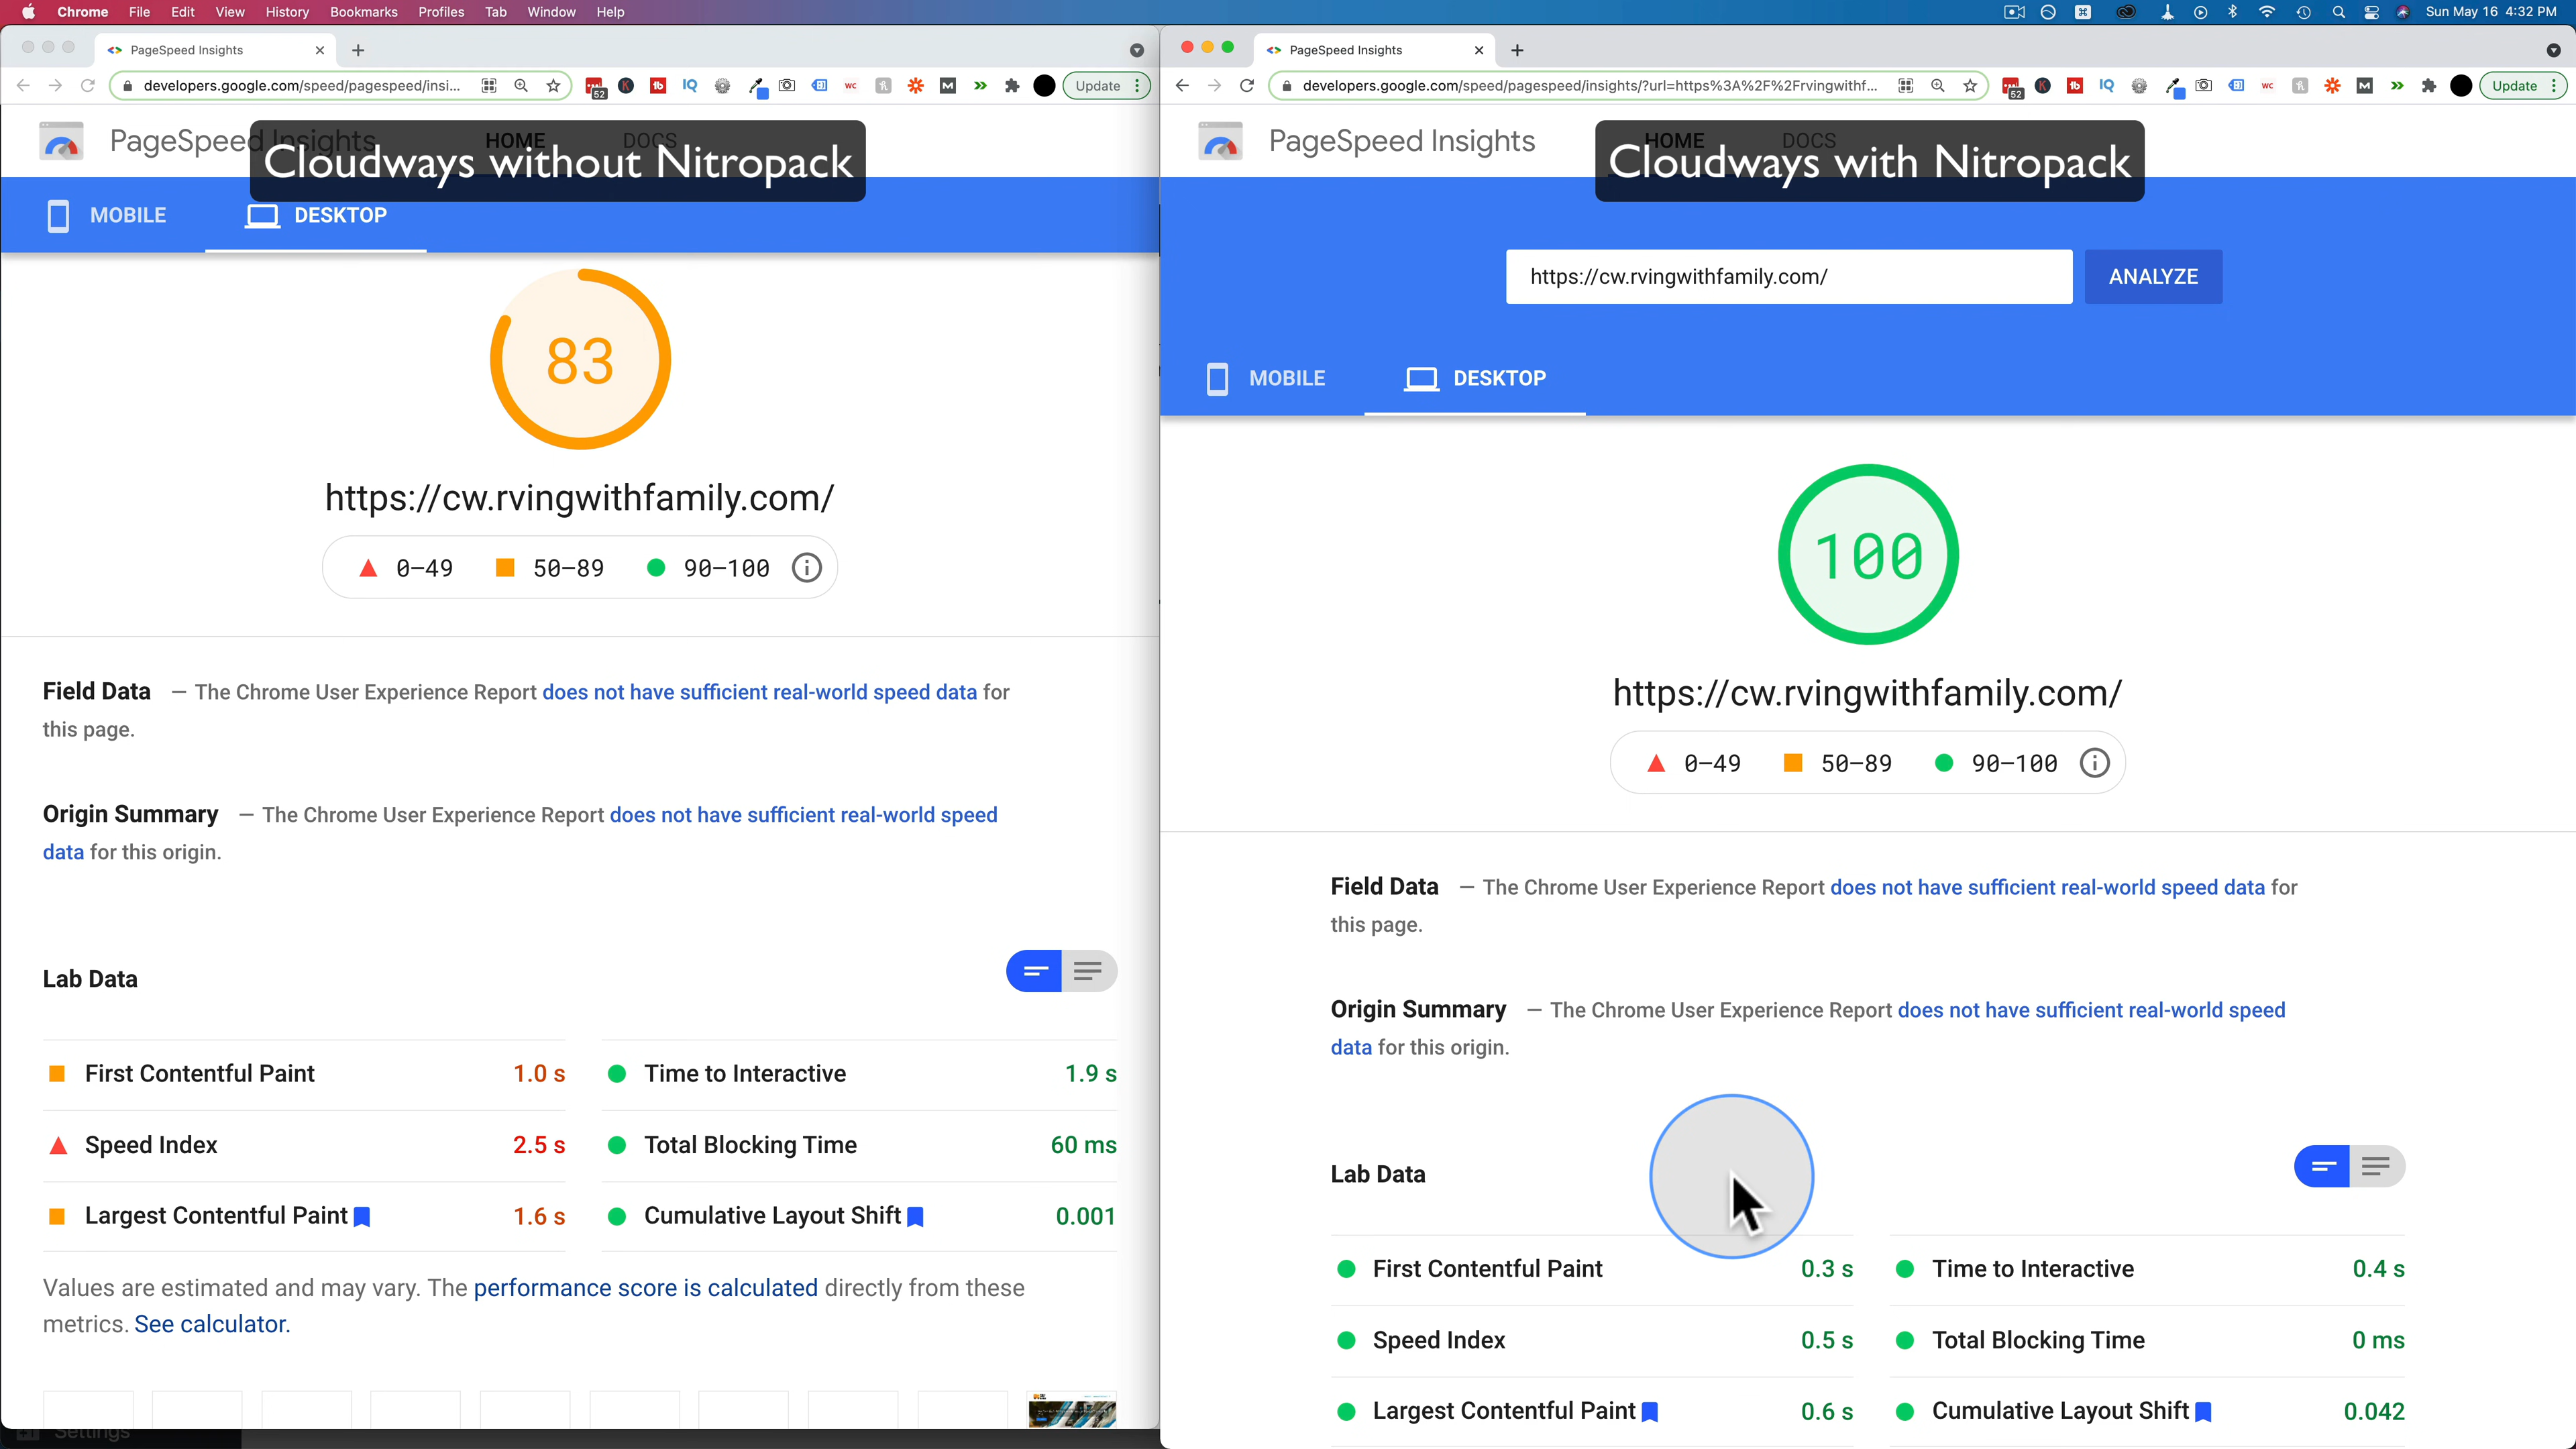 Chrome File Edit View History Bookmarks Profiles Tab Window Help
Sun May 16 4:32 PM
PageSpeed Insights
developers.google.com/speed/pagespeed/insi...
52
Update
PageSpeed Insights
HOME
DOCS
Cloudways without Nitropack
MOBILE
DESKTOP
83
https://cw.rvingwithfamily.com/
0–49 50–89 90–100
Field Data — The Chrome User Experience Report does not have sufficient real-world speed data for
this page.
Origin Summary — The Chrome User Experience Report does not have sufficient real-world speed
data for this origin.
Lab Data
First Contentful Paint 1.0 s
Time to Interactive 1.9 s
Speed Index 2.5 s
Total Blocking Time 60 ms
Largest Contentful Paint 1.6 s
Cumulative Layout Shift 0.001
Values are estimated and may vary. The performance score is calculated directly from these
metrics. See calculator.
Settings
PageSpeed Insights
developers.google.com/speed/pagespeed/insights/?url=https%3A%2F%2Frvingwithf...
52
Update
PageSpeed Insights
HOME
DOCS
Cloudways with Nitropack
https://cw.rvingwithfamily.com/
ANALYZE
MOBILE
DESKTOP
100
https://cw.rvingwithfamily.com/
0–49 50–89 90–100
Field Data — The Chrome User Experience Report does not have sufficient real-world speed data for
this page.
Origin Summary — The Chrome User Experience Report does not have sufficient real-world speed
data for this origin.
Lab Data
First Contentful Paint 0.3 s
Time to Interactive 0.4 s
Speed Index 0.5 s
Total Blocking Time 0 ms
Largest Contentful Paint 0.6 s
Cumulative Layout Shift 0.042